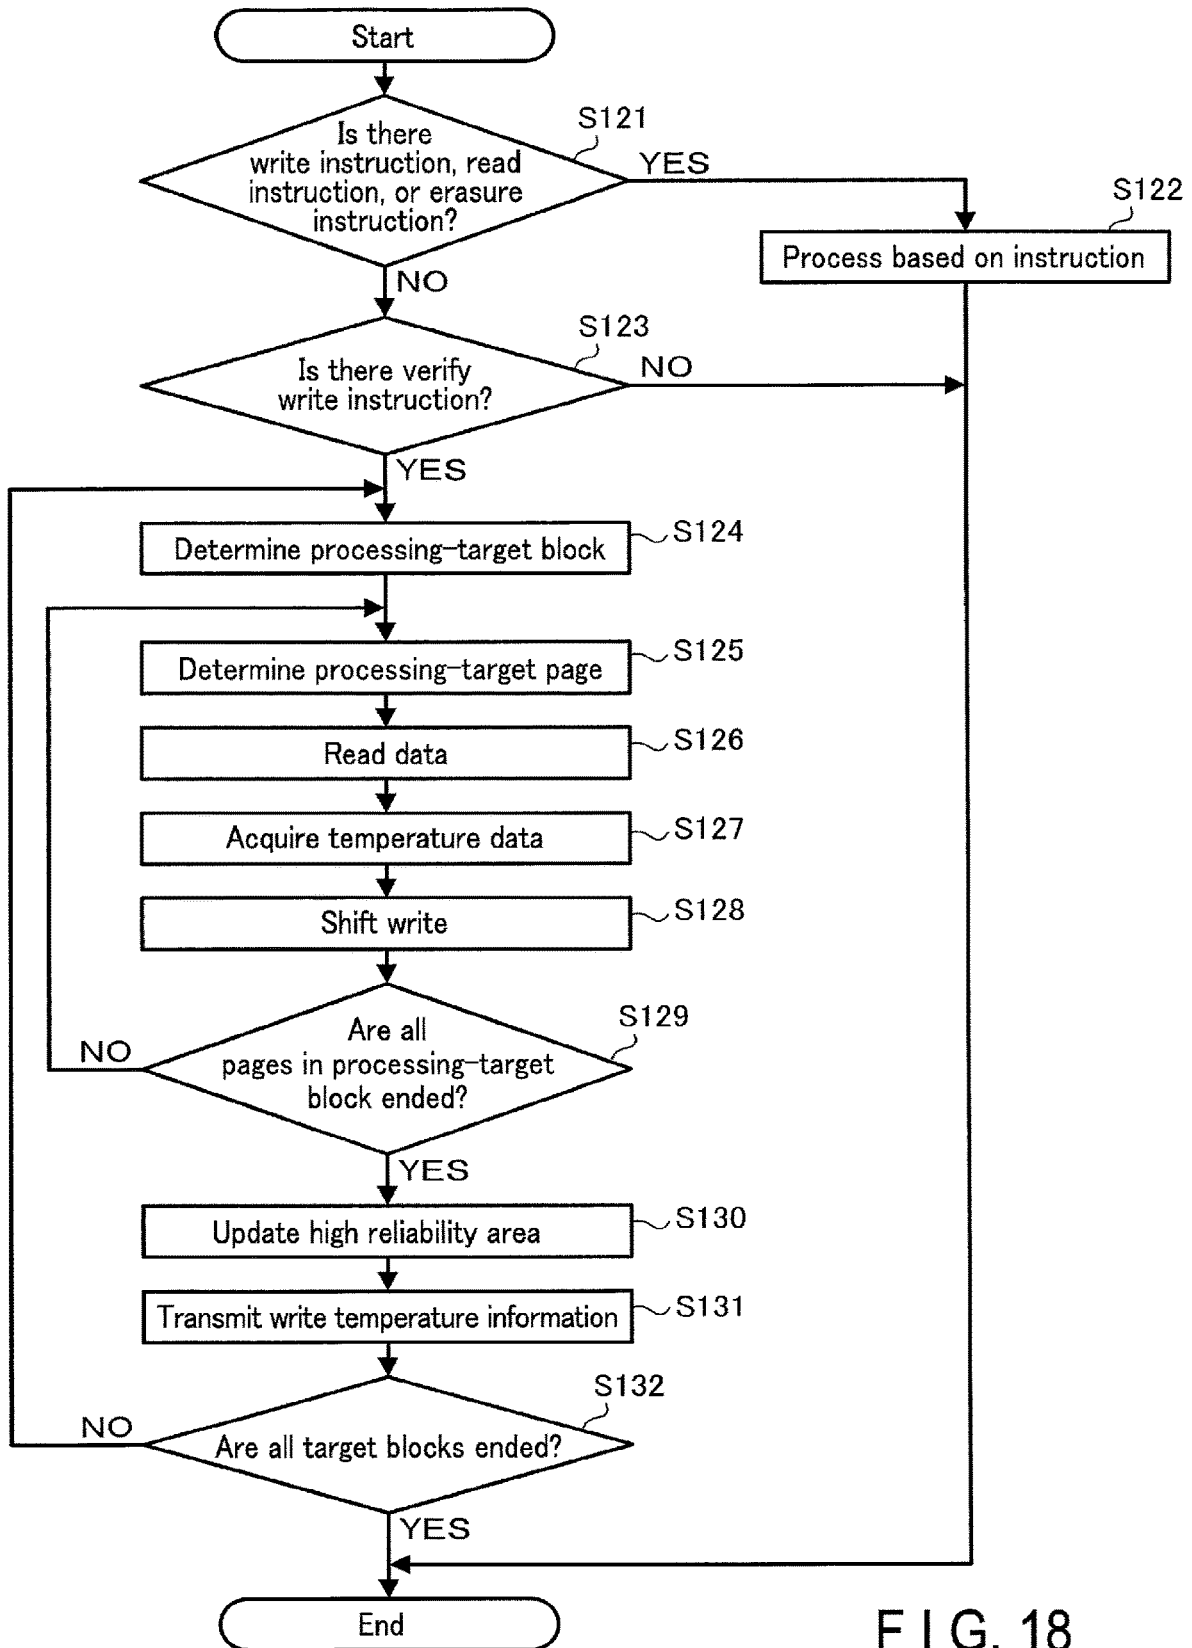 Start
S121
Is there
write instruction, read
instruction, or erasure
instruction?
YES
S122
Process based on instruction
NO
S123
Is there verify
write instruction?
NO
YES
Determine processing-target block
S124
Determine processing-target page
S125
Read data
S126
Acquire temperature data
S127
Shift write
S128
S129
Are all
pages in processing-target
block ended?
NO
YES
Update high reliability area
S130
Transmit write temperature information
S131
S132
Are all target blocks ended?
NO
YES
End
FIG. 18